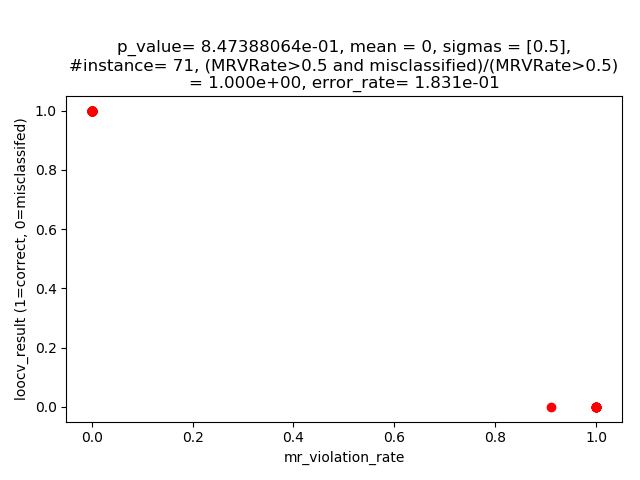 p_value= 8.47388064e-01, mean = 0, sigmas = [0.5],
#instance= 71, (MRVRate>0.5 and misclassified)/(MRVRate>0.5)
= 1.000e+00, error_rate= 1.831e-01
1.0
0.8
0.6
0.4
0.2
0.0
loocv_result (1=correct, 0=misclassifed)
0.0 0.2 0.4 0.6 0.8 1.0
mr_violation_rate